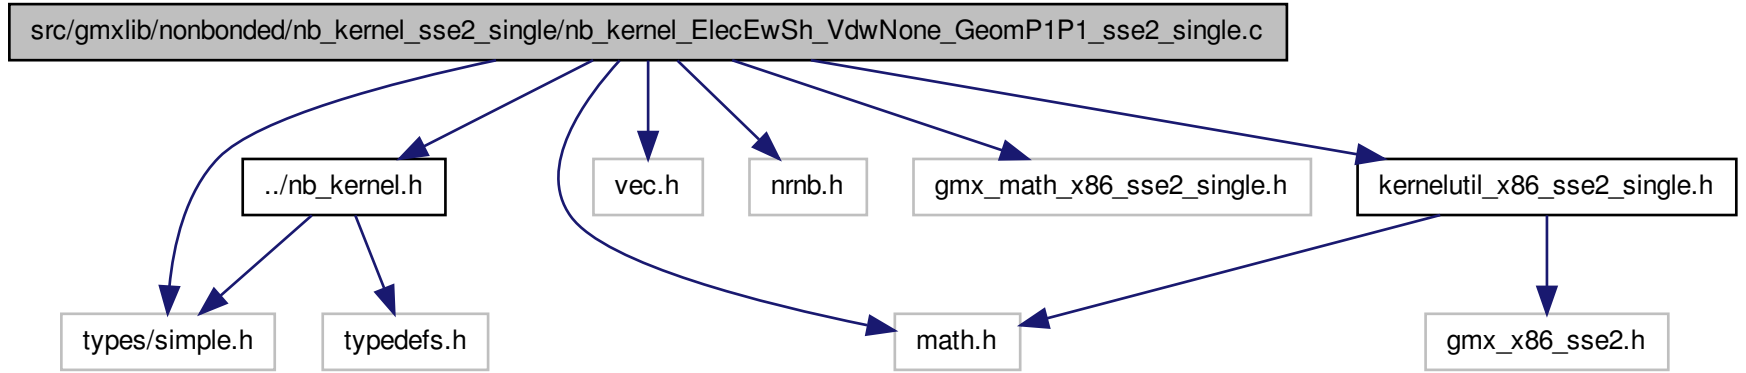 src/gmxlib/nonbonded/nb_kernel_sse2_single/nb_kernel_ElecEwSh_VdwNone_GeomP1P1_sse2_single.c
../nb_kernel.h
vec.h
nrnb.h
gmx_math_x86_sse2_single.h
kernelutil_x86_sse2_single.h
types/simple.h
typedefs.h
math.h
gmx_x86_sse2.h